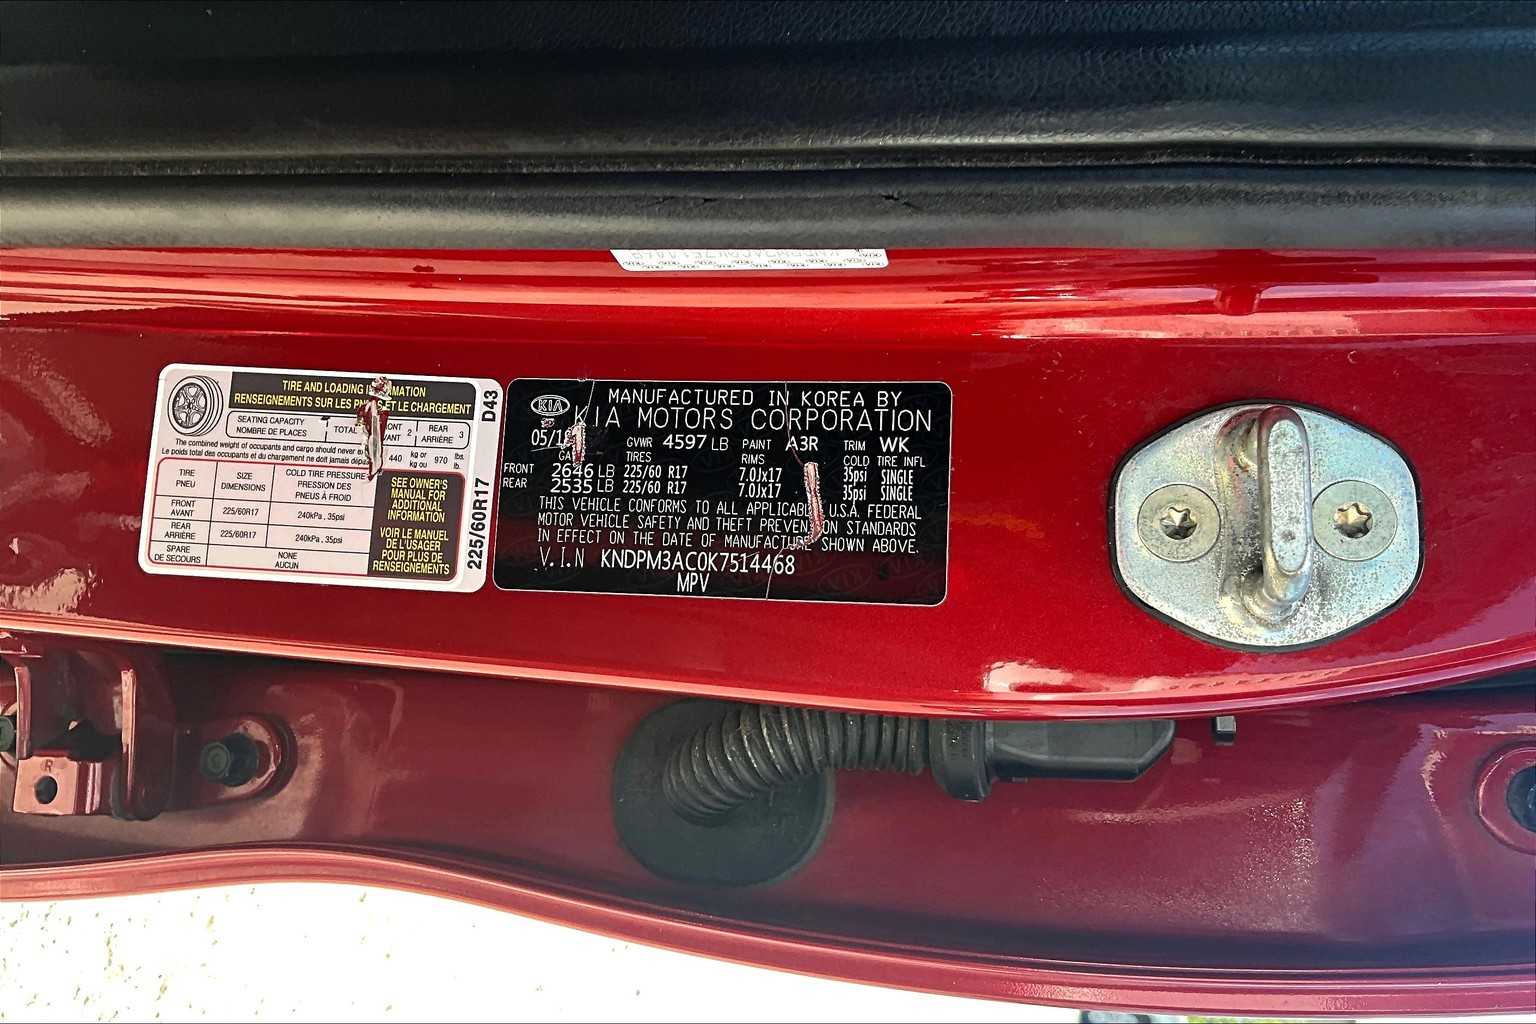 TIRE AND LOADING
RENSEIGNEMENTS SUR LES ET LE CHARGEMENT
SEATING CAPACITY
NOMBRE DE PLACES
TOTAL
2
REAR
ARRIÈRE
3
The combined weight of occupants and cargo should never
Le poids total des occupants et du chargement ne doit jamais
440
kg or
kg ou
970
lbs.
lb.
TIRE
PNEU
SIZE
DIMENSIONS
COLD TIRE PRESSURE
PRESSION DES
PNEUS À FROID
FRONT
AVANT
225/60R17
240kPa , 35psi
REAR
ARRIÈRE
225/60R17
240kPa , 35psi
SPARE
DE SECOURS
NONE
AUCUN
SEE OWNER'S
MANUAL FOR
ADDITIONAL
INFORMATION
VOIR LE MANUEL
DE L'USAGER
POUR PLUS DE
RENSEIGNEMENTS
225/60R17
D43
KIA
MANUFACTURED IN KOREA BY
KIA MOTORS CORPORATION
GVWR 4597 LB PAINT A3R TRIM WK
TIRES RIMS COLD TIRE INFL
FRONT 2646 LB 225/60 R17 7.0Jx17 35psi SINGLE
REAR 2535 LB 225/60 R17 7.0Jx17 35psi SINGLE
THIS VEHICLE CONFORMS TO ALL APPLICABLE U.S.A. FEDERAL
MOTOR VEHICLE SAFETY AND THEFT PREVENTION STANDARDS
IN EFFECT ON THE DATE OF MANUFACTURE SHOWN ABOVE.
V.I.N KNDPM3AC0K7514468
MPV
R